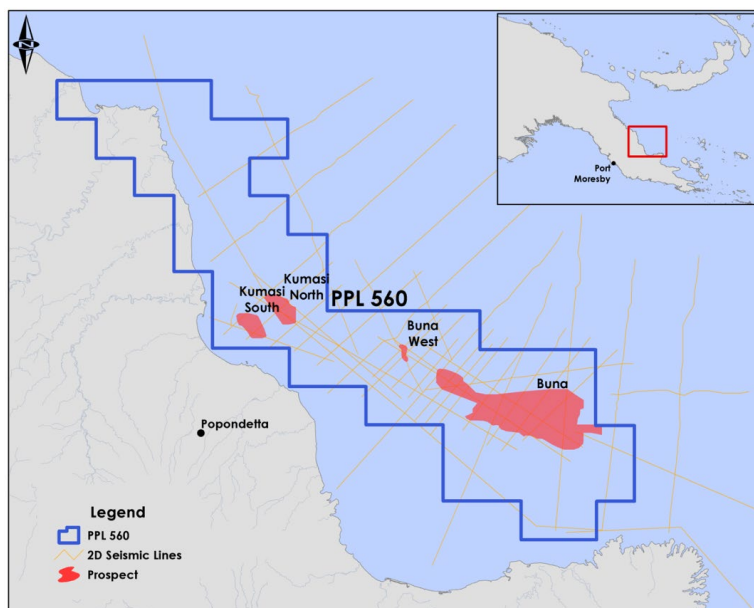 N
Port
Moresby
Kumasi
North
Kumasi
South
PPL 560
Buna
West
Buna
Popondetta
Legend
PPL 560
2D Seismic Lines
Prospect